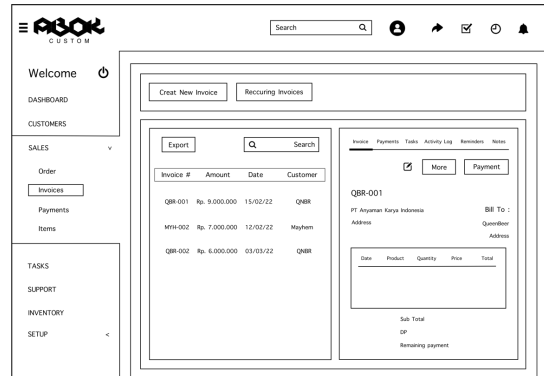 ABOK
CUSTOM
Search
Welcome
DASHBOARD
CUSTOMERS
SALES v
Order
Invoices
Payments
Items
TASKS
SUPPORT
INVENTORY
SETUP <
Creat New Invoice Reccuring Invoices
Export Search
Invoice # Amount Date Customer
QBR-001 Rp. 9.000.000 15/02/22 QNBR
MYH-002 Rp. 7.000.000 12/02/22 Mayhem
QBR-002 Rp. 6.000.000 03/03/22 QNBR
Invoice Payments Tasks Activity Log Reminders Notes
More Payment
QBR-001
PT Anyaman Karya Indonesia Bill To :
Address QueenBeer
Address
Date Product Quantity Price Total
Sub Total
DP
Remaining payment